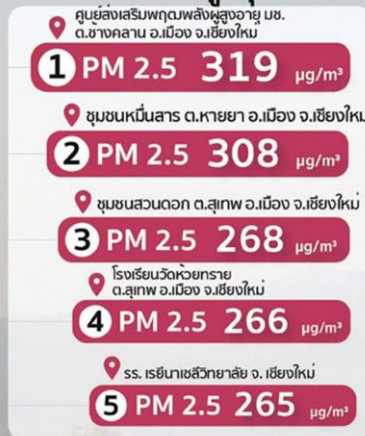 ศูนย์ส่งเสริมพฤฒพลังผู้สูงอายุ มช.
ต.ช้างคลาน อ.เมือง จ.เชียงใหม่
1 PM 2.5 319 µg/m³
ชุมชนหมื่นสาร ต.หายยา อ.เมือง จ.เชียงใหม่
2 PM 2.5 308 µg/m³
ชุมชนสวนดอก ต.สุเทพ อ.เมือง จ.เชียงใหม่
3 PM 2.5 268 µg/m³
โรงเรียนวัดห้วยทราย
ต.สุเทพ อ.เมือง จ.เชียงใหม่
4 PM 2.5 266 µg/m³
รร. เรยีนาเชลีวิทยาลัย จ. เชียงใหม่
5 PM 2.5 265 µg/m³